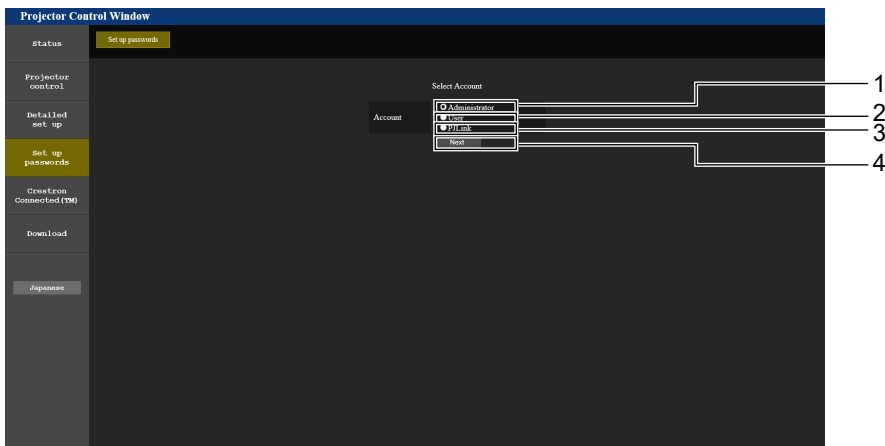 Projector Control Window
Status
Set up passwords
Projector
control
Detailed
set up
Set up
passwords
Crestron
Connected(TM)
Download
Japanese
Select Account
Account
Administrator
User
PJLink
Next
1
2
3
4